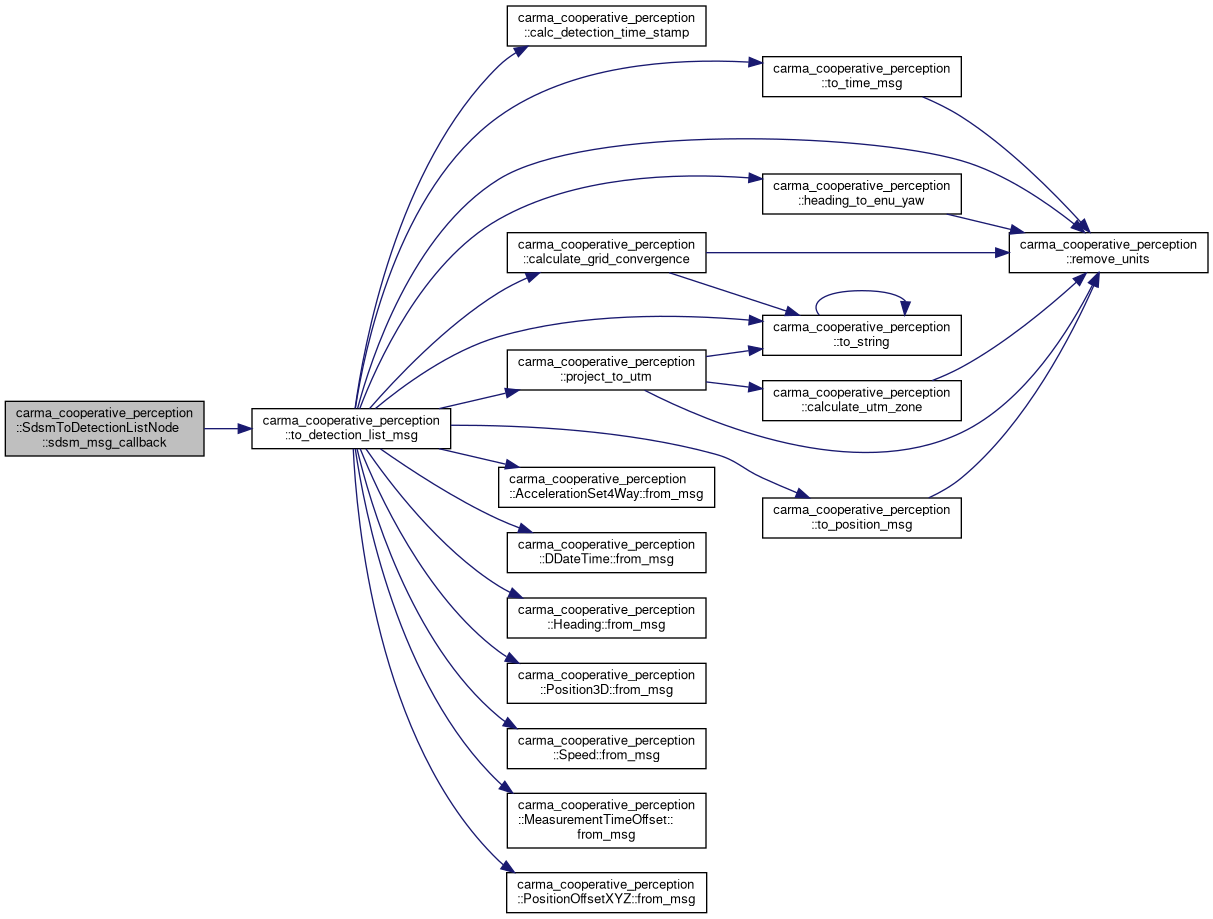 carma_cooperative_perception
::SdsmToDetectionListNode
::sdsm_msg_callback
carma_cooperative_perception
::to_detection_list_msg
carma_cooperative_perception
::calc_detection_time_stamp
carma_cooperative_perception
::to_time_msg
carma_cooperative_perception
::heading_to_enu_yaw
carma_cooperative_perception
::calculate_grid_convergence
carma_cooperative_perception
::remove_units
carma_cooperative_perception
::to_string
carma_cooperative_perception
::project_to_utm
carma_cooperative_perception
::calculate_utm_zone
carma_cooperative_perception
::AccelerationSet4Way::from_msg
carma_cooperative_perception
::to_position_msg
carma_cooperative_perception
::DDateTime::from_msg
carma_cooperative_perception
::Heading::from_msg
carma_cooperative_perception
::Position3D::from_msg
carma_cooperative_perception
::Speed::from_msg
carma_cooperative_perception
::MeasurementTimeOffset::
from_msg
carma_cooperative_perception
::PositionOffsetXYZ::from_msg